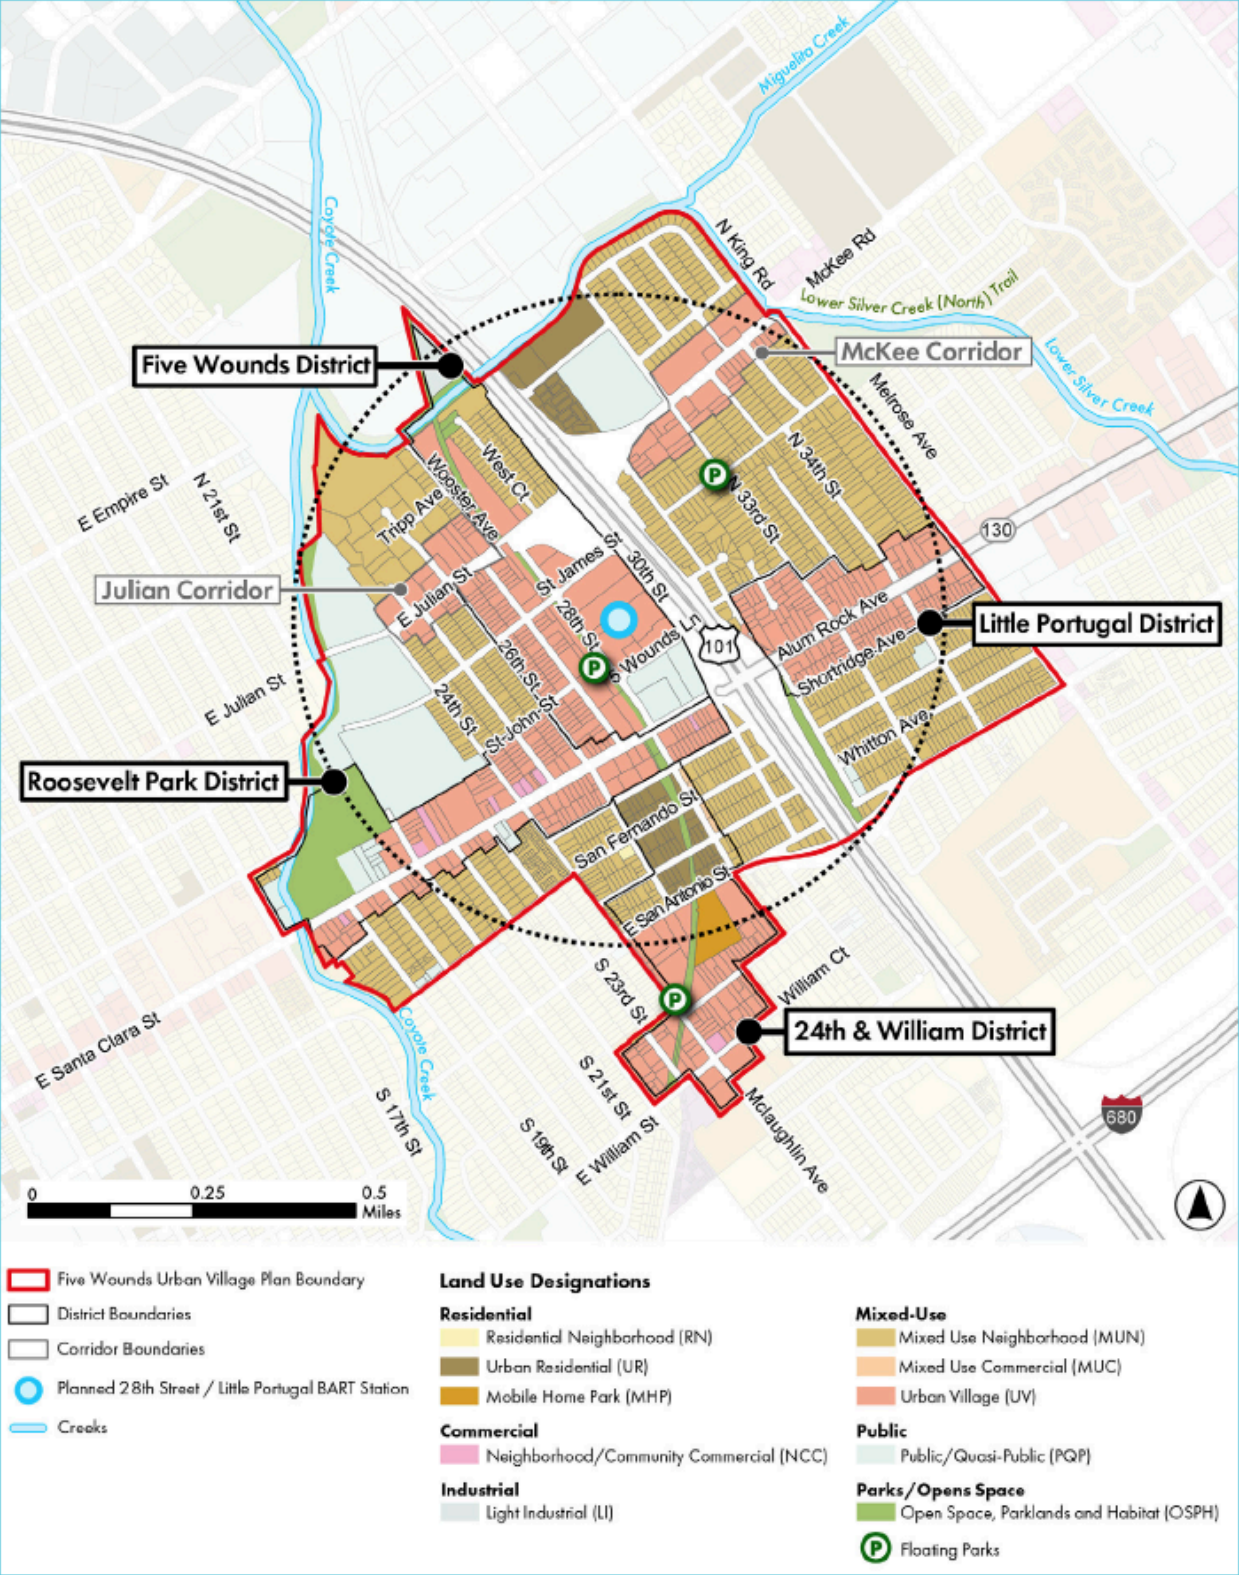 Miguelita Creek
Coyote Creek
N King Rd
McKee Rd
Lower Silver Creek (North) Trail
Five Wounds District
McKee Corridor
Lower Silver Creek
Melrose Ave
West Ct
Wooster Ave
N 34th St
E Empire St
N 21st St
Tripp Ave
N 33rd St
130
St James St
30th St
Julian Corridor
E Julian St
28th St
101
Alum Rock Ave
Little Portugal District
S Wounds
Shortridge Ave
26th St
E Julian St
24th St
St John St
Whitton Ave
Roosevelt Park District
San Fernando St
E San Antonio St
S 23rd St
William Ct
24th & William District
Coyote Creek
E Santa Clara St
S 21st St
S 17th St
Mclaughlin Ave
S 19th St
E William St
680
0 0.25 0.5
Miles
P
P
P
Five Wounds Urban Village Plan Boundary
District Boundaries
Corridor Boundaries
Planned 28th Street / Little Portugal BART Station
Creeks
Land Use Designations
Residential
Residential Neighborhood (RN)
Urban Residential (UR)
Mobile Home Park (MHP)
Commercial
Neighborhood/Community Commercial (NCC)
Industrial
Light Industrial (LI)
Mixed-Use
Mixed Use Neighborhood (MUN)
Mixed Use Commercial (MUC)
Urban Village (UV)
Public
Public/Quasi-Public (PQP)
Parks/Opens Space
Open Space, Parklands and Habitat (OSPH)
P Floating Parks